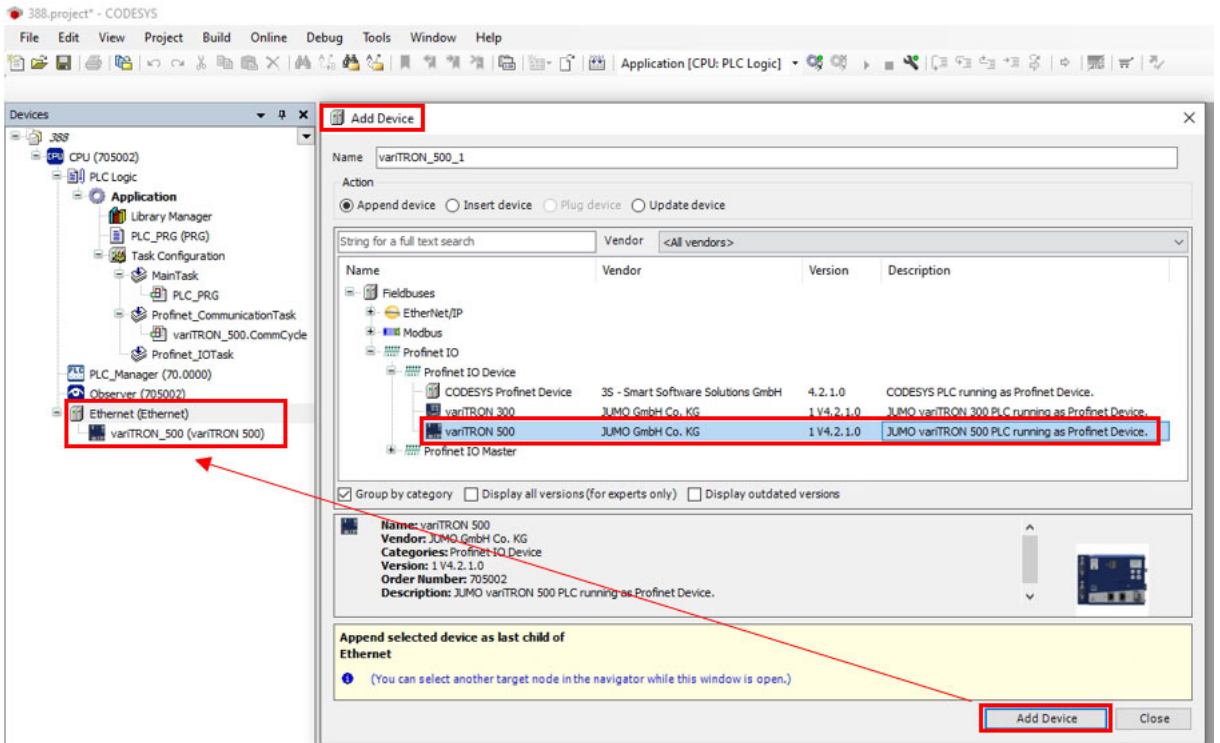 388.project* - CODESYS
File Edit View Project Build Online Debug Tools Window Help
Application [CPU: PLC Logic]
Devices
388
CPU CPU (705002)
PLC Logic
Application
Library Manager
PLC_PRG (PRG)
Task Configuration
MainTask
PLC_PRG
Profinet_CommunicationTask
variTRON_500.CommCycle
Profinet_IOTask
PLC PLC_Manager (70.0000)
Observer (705002)
Ethernet (Ethernet)
variTRON_500 (variTRON 500)
Add Device
Name variTRON_500_1
Action
Append device Insert device Plug device Update device
String for a full text search Vendor <All vendors>
Name Vendor Version Description
Fieldbuses
EtherNet/IP
Modbus
Profinet IO
Profinet IO Device
CODESYS Profinet Device 3S - Smart Software Solutions GmbH 4.2.1.0 CODESYS PLC running as Profinet Device.
variTRON 300 JUMO GmbH Co. KG 1 V4.2.1.0 JUMO variTRON 300 PLC running as Profinet Device.
variTRON 500 JUMO GmbH Co. KG 1 V4.2.1.0 JUMO variTRON 500 PLC running as Profinet Device.
Profinet IO Master
Group by category Display all versions (for experts only) Display outdated versions
Name: variTRON 500
Vendor: JUMO GmbH Co. KG
Categories: Profinet IO Device
Version: 1 V4.2.1.0
Order Number: 705002
Description: JUMO variTRON 500 PLC running as Profinet Device.
Append selected device as last child of
Ethernet
(You can select another target node in the navigator while this window is open.)
Add Device Close